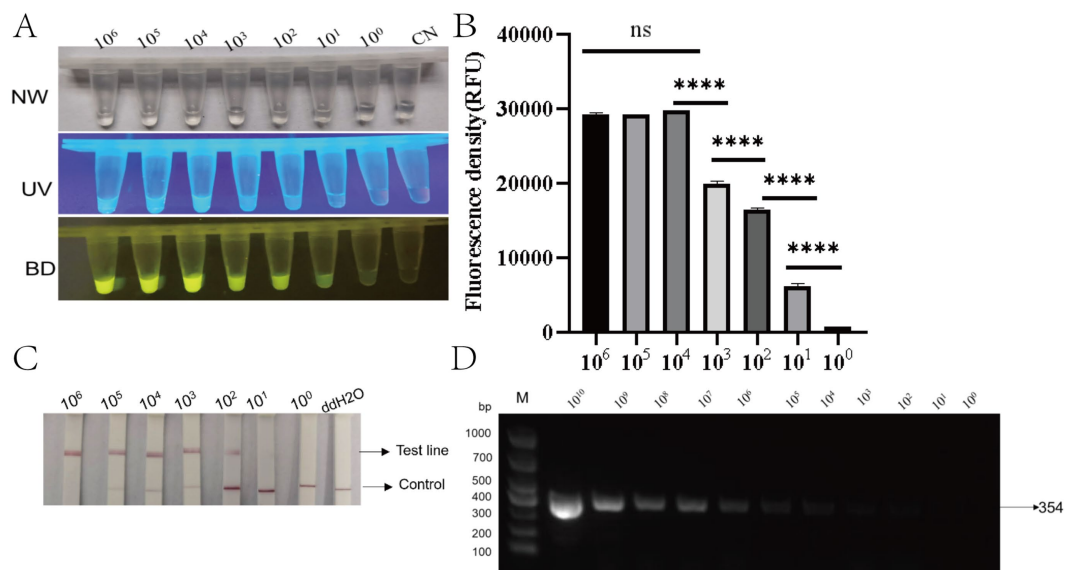 A
10⁶ 10⁵ 10⁴ 10³ 10² 10¹ 10⁰ CN
NW
UV
BD
B
Fluorescence density(RFU)
40000
30000
20000
10000
0
ns
****
****
****
****
10⁶ 10⁵ 10⁴ 10³ 10² 10¹ 10⁰
C
10⁶ 10⁵ 10⁴ 10³ 10² 10¹ 10⁰ ddH2O
Test line
Control
D
bp M 10¹⁰ 10⁹ 10⁸ 10⁷ 10⁶ 10⁵ 10⁴ 10³ 10² 10¹ 10⁰
1000
700
500
400
300
200
100
354